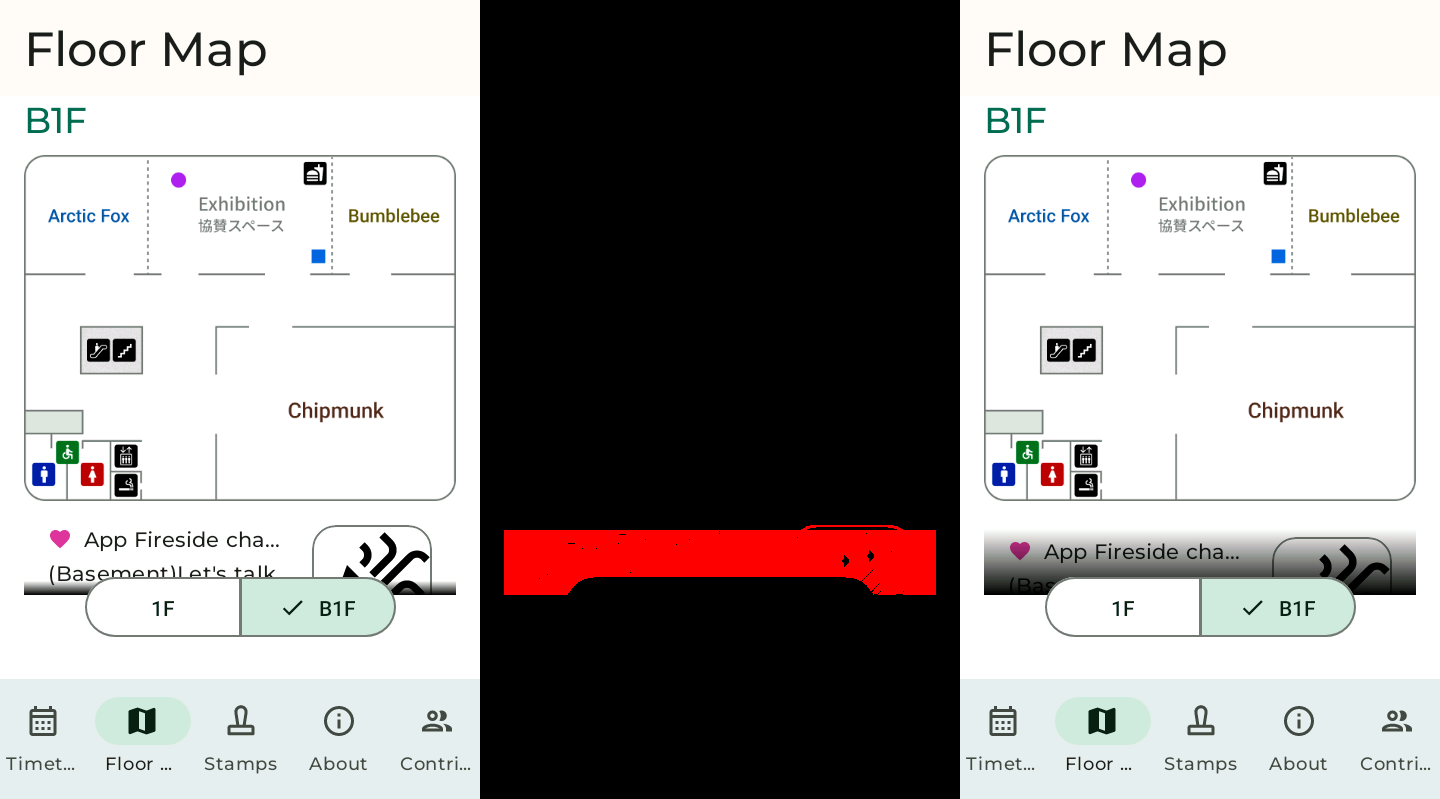 Floor Map
B1F
Arctic Fox
Exhibition
協賛スペース
Bumblebee
Chipmunk
App Fireside cha...
(Basement)Let's talk
1F
B1F
Timet...
Floor ...
Stamps
About
Contri...
Floor Map
B1F
Arctic Fox
Exhibition
協賛スペース
Bumblebee
Chipmunk
App Fireside cha...
(Bas
1F
B1F
Timet...
Floor ...
Stamps
About
Contri...